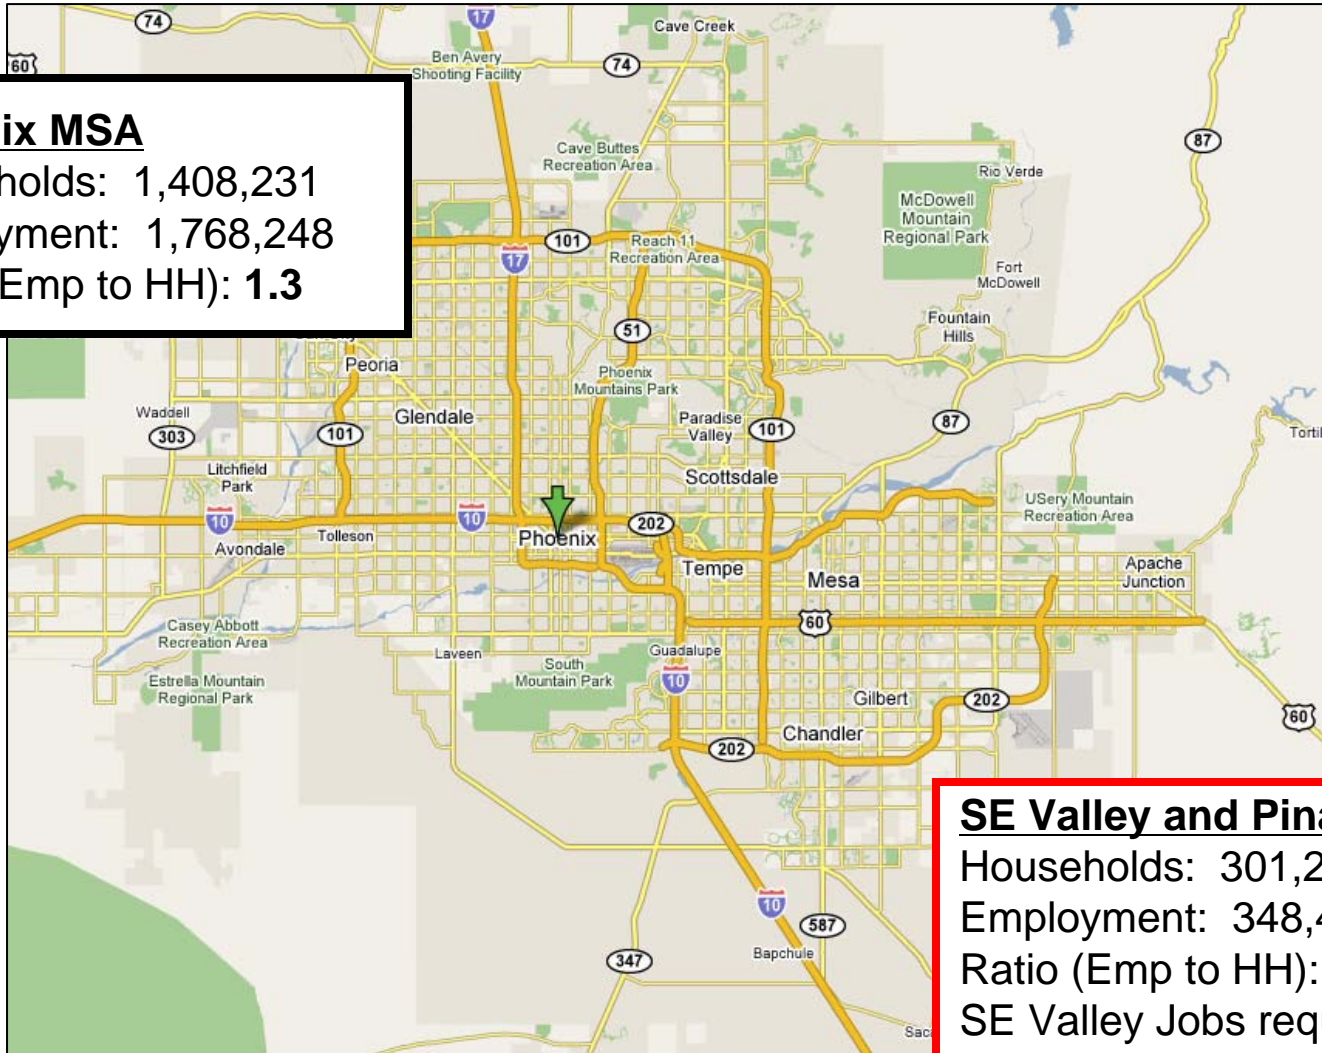 74
17
Cave Creek
60
Ben Avery
Shooting Facility
74
ix MSA
holds: 1,408,231
yment: 1,768,248
Emp to HH): 1.3
87
Cave Buttes
Recreation Area
Rio Verde
McDowell
Mountain
Regional Park
101
Reach 11
Recreation Area
17
Fort
McDowell
51
Fountain
Hills
Peoria
Phoenix
Mountains Park
Waddell
Glendale
Paradise
Valley
303
101
101
87
Tortil
Litchfield
Park
Scottsdale
USery Mountain
Recreation Area
10
10
202
Avondale
Tolleson
Phoenix
Tempe
Mesa
Apache
Junction
60
Casey Abbott
Recreation Area
Laveen
Guadalupe
South
Mountain Park
10
Estrella Mountain
Regional Park
Gilbert
202
60
Chandler
202
SE Valley and Pina
Households: 301,2
Employment: 348,4
Ratio (Emp to HH):
SE Valley Jobs requ
10
587
Bapchule
347
Saca